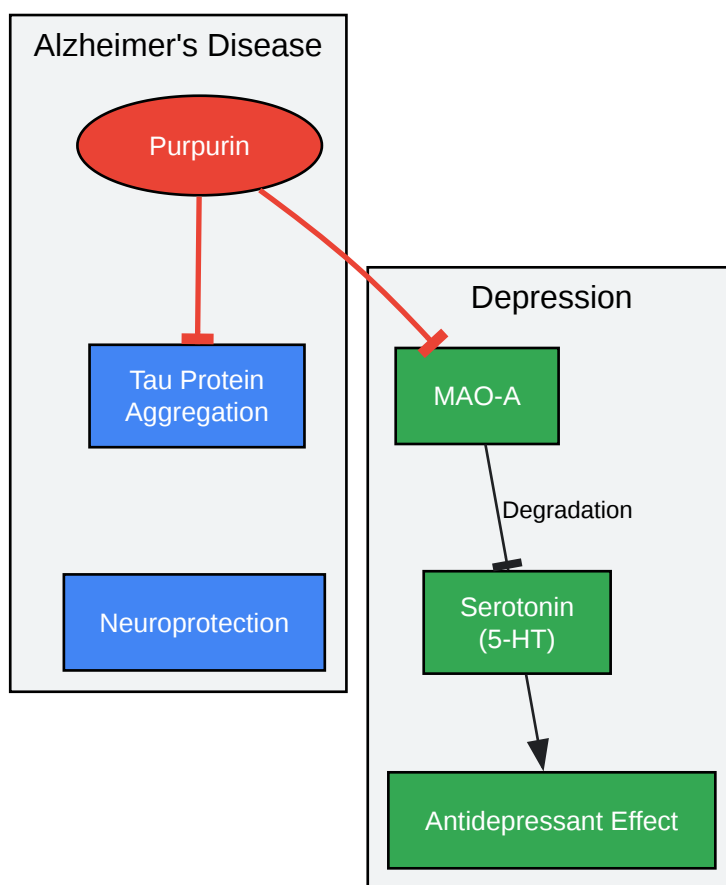 Alzheimer's Disease
Purpurin
Tau Protein
Aggregation
Neuroprotection
Depression
MAO-A
Degradation
Serotonin
(5-HT)
Antidepressant Effect